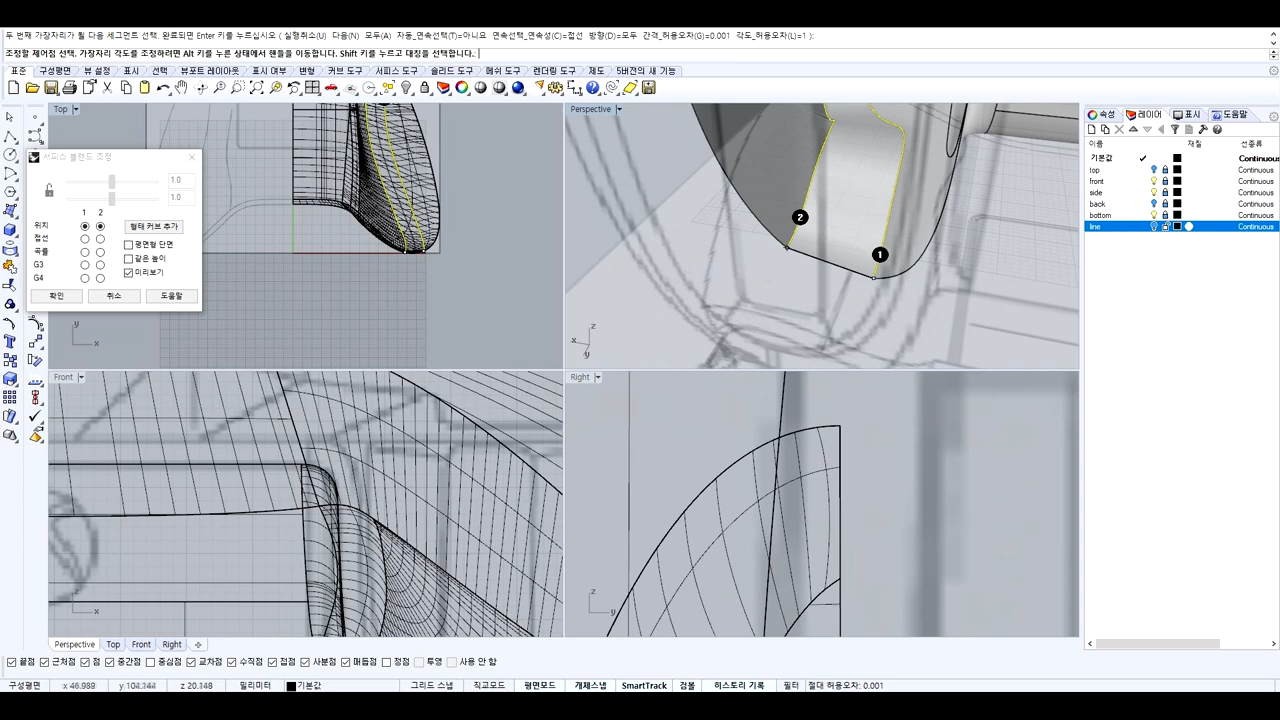 두 번째 가장자리가 될 다음 세그먼트 선택. 완료되면 Enter 키를 누르십시오 ( 실행취소(U) 다음(N) 모두(A) 자동_연속선택(T)=아니요 연속선택_연속성(C)=접선 방향(D)=모두 간격_허용오차(G)=0.001 각도_허용오차(L)=1 ):
조정할 제어점 선택. 가장자리 각도를 조정하려면 Alt 키를 누른 상태에서 핸들을 이동합니다. Shift 키를 누르고 대칭을 선택합니다.:
표준 구성평면 뷰 설정 표시 선택 뷰포트 레이아웃 표시 여부 변형 커브 도구 서피스 도구 솔리드 도구 메쉬 도구 렌더링 도구 제도 5버전의 새 기능
Top
Perspective
속성 레이어 표시 도움말
이름 재질 선종류
기본값 Continuous
top Continuous
front Continuous
side Continuous
back Continuous
bottom Continuous
line Continuous
서피스 블렌드 조정
1.0
1.0
1 2
위치 형태 커브 추가
접선 평면형 단면
곡률 같은 높이
G3 미리보기
G4
확인 취소 도움말
2
1
y x
z x y
Front
Right
z x
z y
Perspective Top Front Right
끝점 근처점 점 중간점 중심점 교차점 수직점 접점 사분점 매듭점 정점 투영 사용 안 함
구성평면 x 46.989 y 104.344 z 20.148 밀리미터 기본값 그리드 스냅 직교모드 평면모드 개체스냅 SmartTrack 검볼 히스토리 기록 필터 절대 허용오차: 0.001